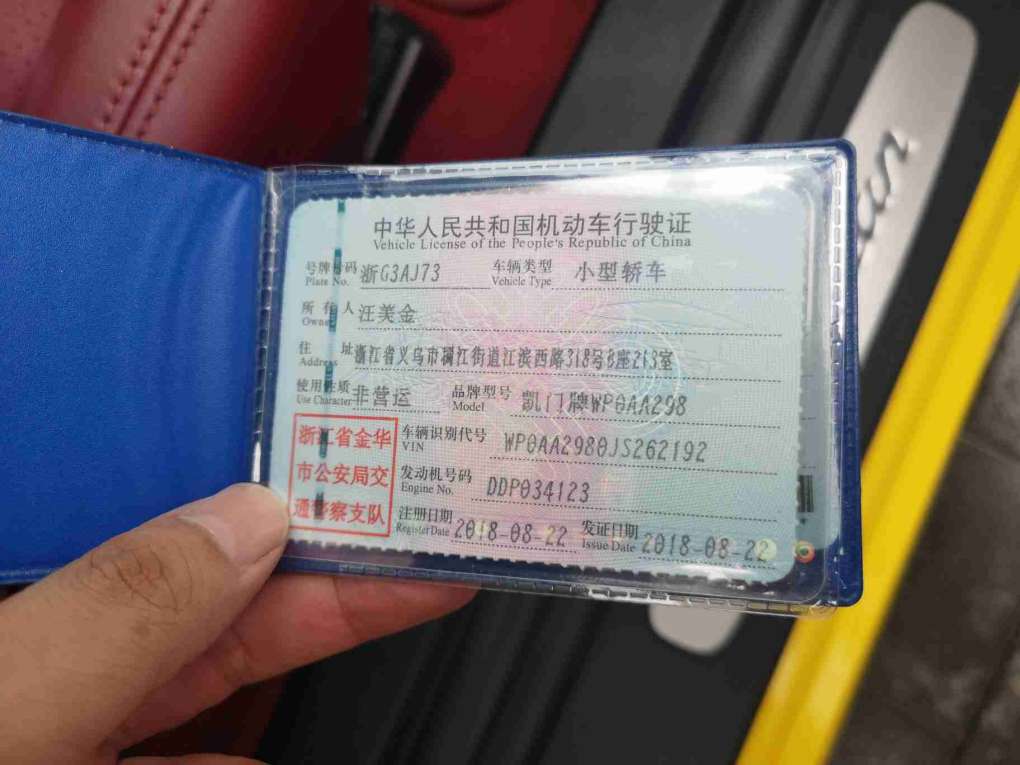 中华人民共和国机动车行驶证
Vehicle License of the People's Republic of China
号牌号码 浙G3AJ73 车辆类型 小型轿车
Plate No. Vehicle Type
所有人 汪美金
Owner
住址 浙江省义乌市稠江街道江滨西路318号B座213室
Address
使用性质 非营运 品牌型号 凯门牌WP0AA298
Use Character Model
浙江省金华 车辆识别代号 WP0AA2980JS262192
VIN
市公安局交 发动机号码 DDP034123
Engine No.
通警察支队 注册日期 2018-08-22 发证日期 2018-08-22
Register Date Issue Date